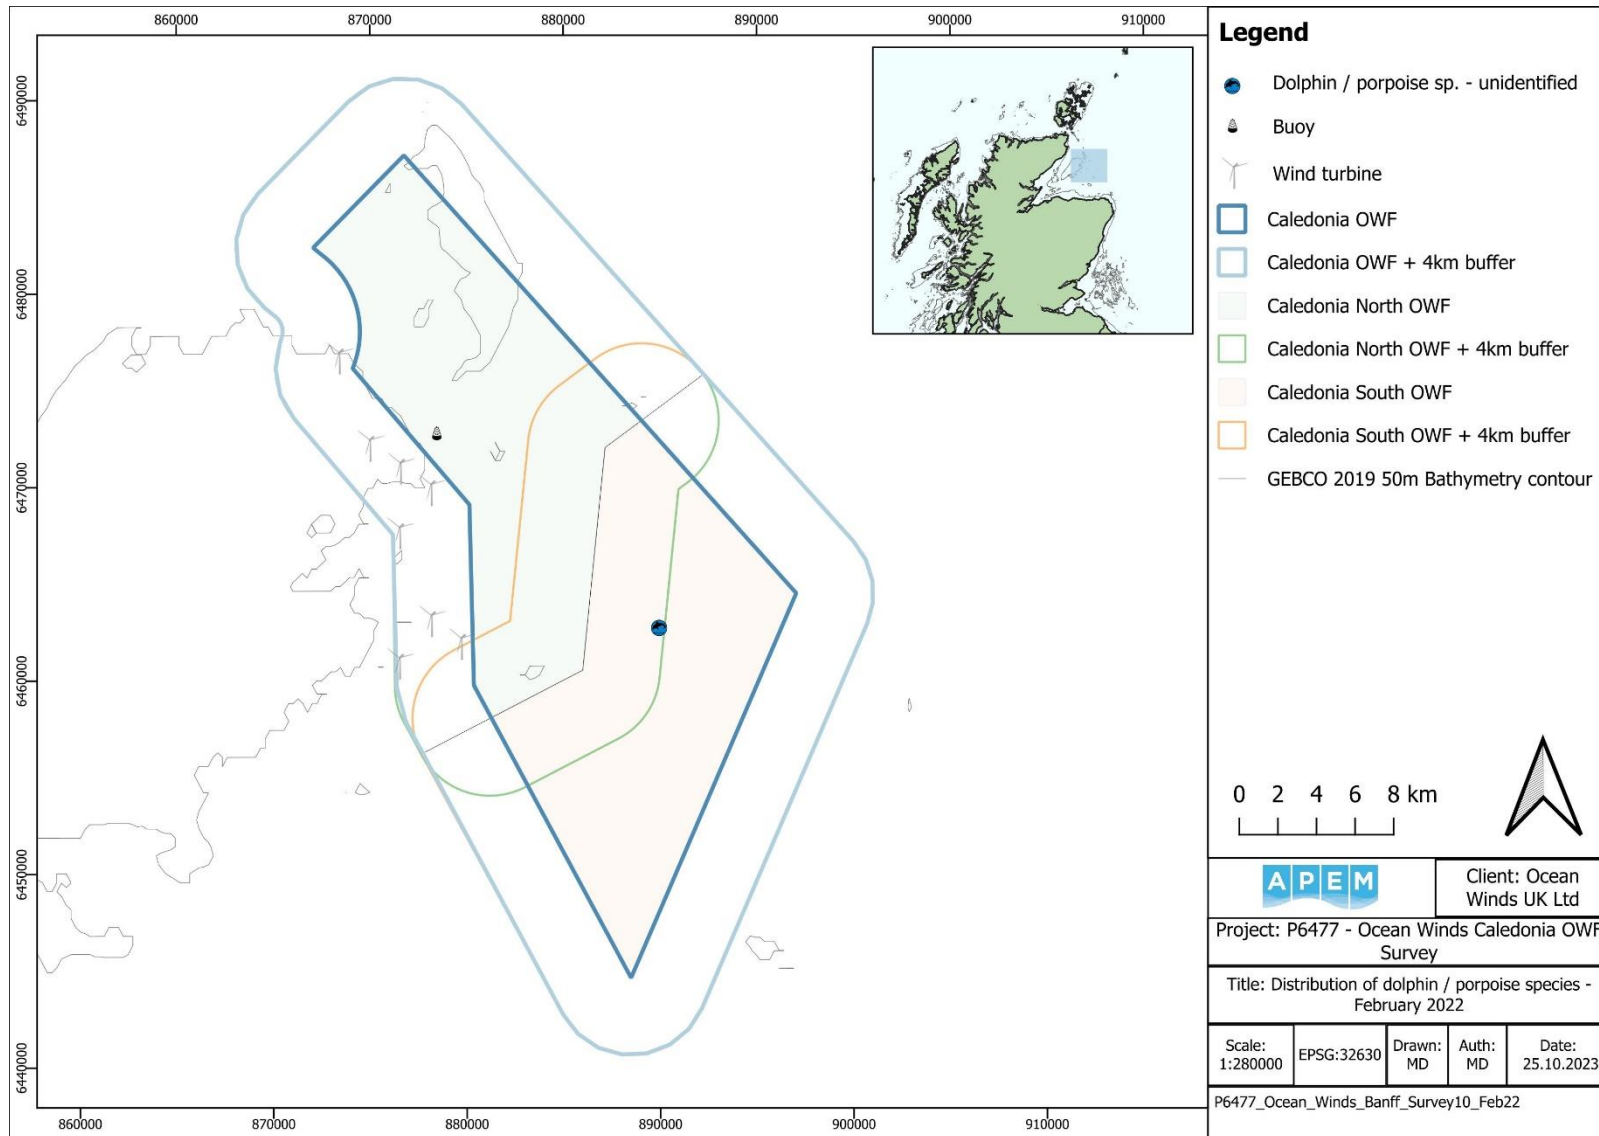 860000 870000 880000 890000 900000 910000
6490000
6480000
6470000
6460000
6450000
6440000
860000 870000 880000 890000 900000 910000
Legend
Dolphin / porpoise sp. - unidentified
Buoy
Wind turbine
Caledonia OWF
Caledonia OWF + 4km buffer
Caledonia North OWF
Caledonia North OWF + 4km buffer
Caledonia South OWF
Caledonia South OWF + 4km buffer
GEBCO 2019 50m Bathymetry contour
0 2 4 6 8 km
APEM
Client: Ocean
Winds UK Ltd
Project: P6477 - Ocean Winds Caledonia OWF
Survey
Title: Distribution of dolphin / porpoise species -
February 2022
Scale:
1:280000
EPSG:32630
Drawn:
MD
Auth:
MD
Date:
25.10.2023
P6477_Ocean_Winds_Banff_Survey10_Feb22